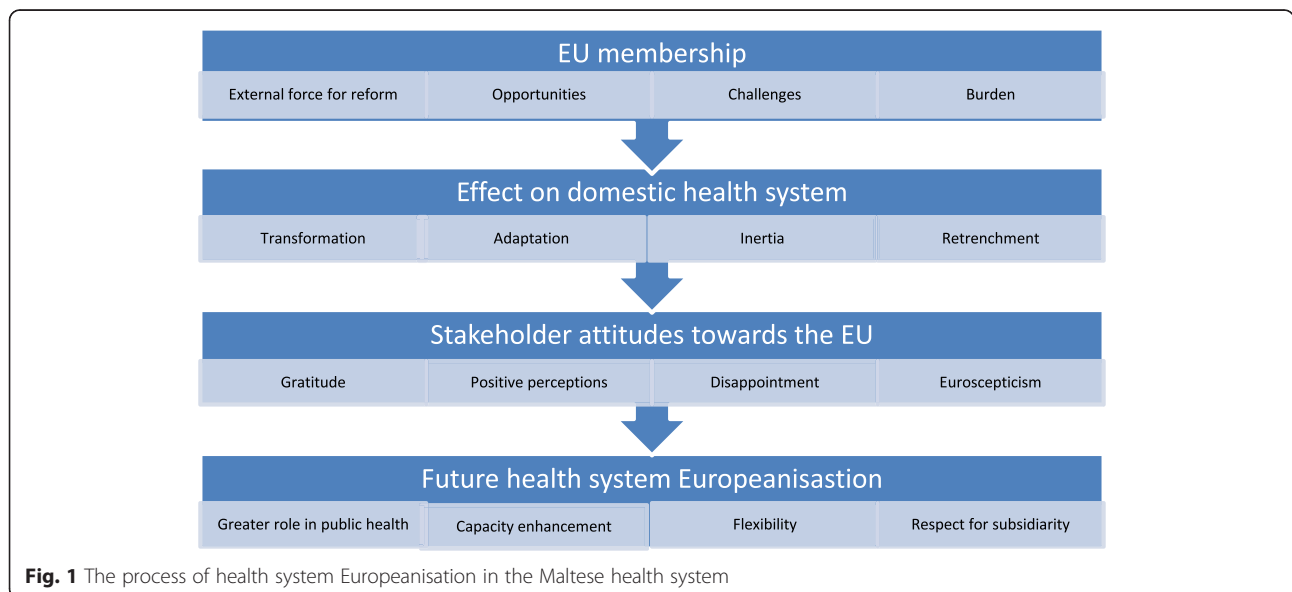 EU membership
External force for reform Opportunities Challenges Burden
Effect on domestic health system
Transformation Adaptation Inertia Retrenchment
Stakeholder attitudes towards the EU
Gratitude Positive perceptions Disappointment Euroscepticism
Future health system Europeanisastion
Greater role in public health Capacity enhancement Flexibility Respect for subsidiarity
Fig. 1 The process of health system Europeanisation in the Maltese health system